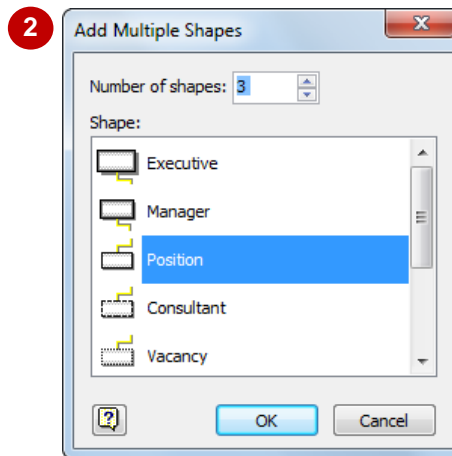 2
Add Multiple Shapes
Number of shapes: 3
Shape:
Executive
Manager
Position
Consultant
Vacancy
?
OK Cancel